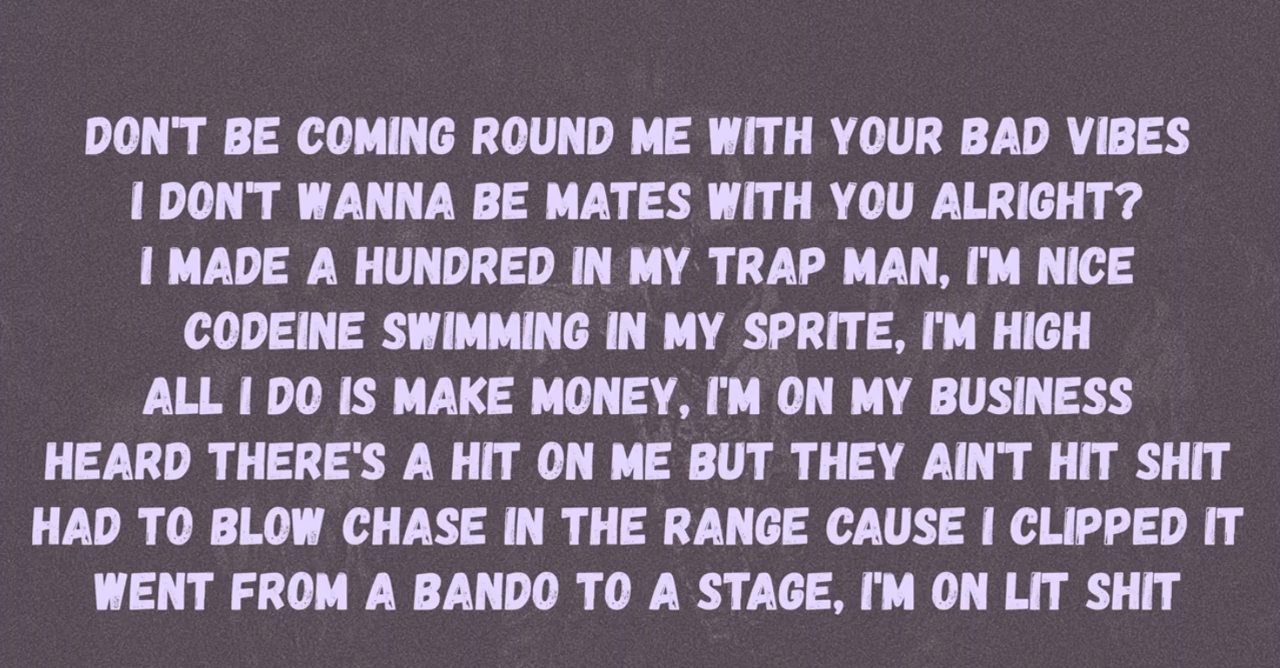 DON'T BE COMING ROUND ME WITH YOUR BAD VIBES
I DON'T WANNA BE MATES WITH YOU ALRIGHT?
I MADE A HUNDRED IN MY TRAP MAN, I'M NICE
CODEINE SWIMMING IN MY SPRITE, I'M HIGH
ALL I DO IS MAKE MONEY, I'M ON MY BUSINESS
HEARD THERE'S A HIT ON ME BUT THEY AIN'T HIT SHIT
HAD TO BLOW CHASE IN THE RANGE CAUSE I CLIPPED IT
WENT FROM A BANDO TO A STAGE, I'M ON LIT SHIT